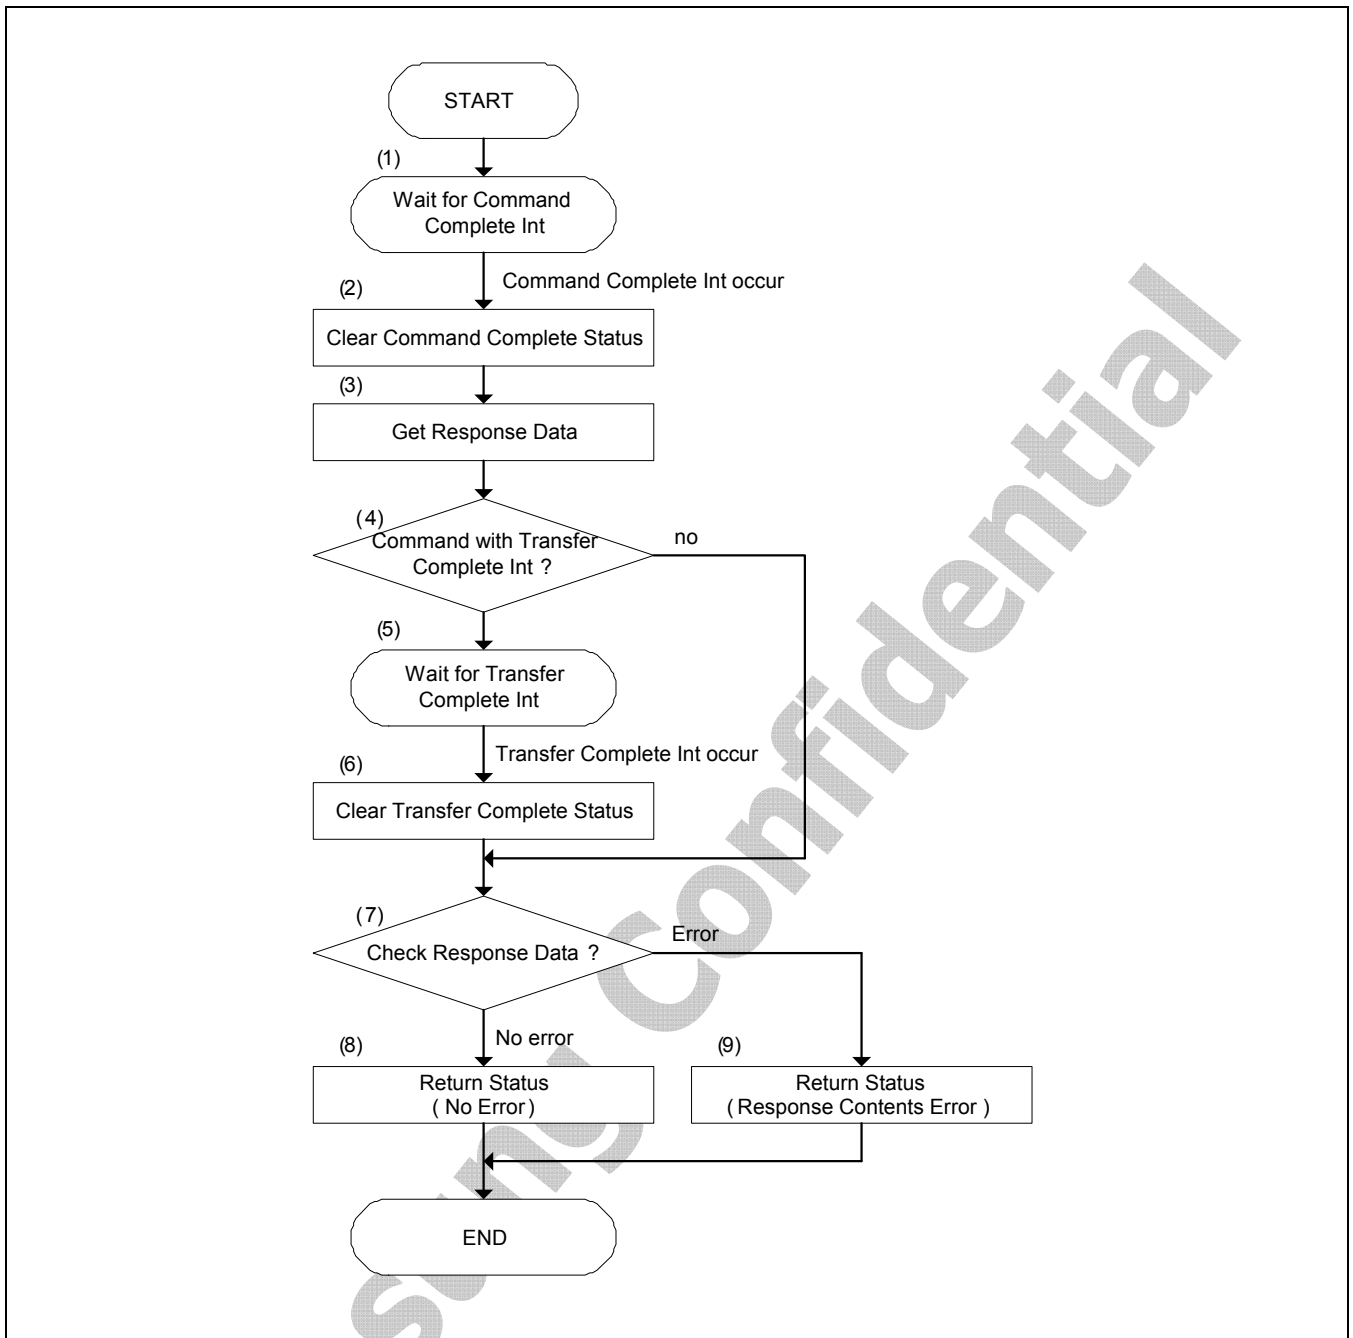 START
(1)
Wait for Command
Complete Int
Command Complete Int occur
(2)
Clear Command Complete Status
(3)
Get Response Data
(4)
Command with Transfer
Complete Int ?
no
(5)
Wait for Transfer
Complete Int
Transfer Complete Int occur
(6)
Clear Transfer Complete Status
(7)
Check Response Data ?
Error
No error
(8)
Return Status
( No Error )
(9)
Return Status
( Response Contents Error )
END
sung Confidential